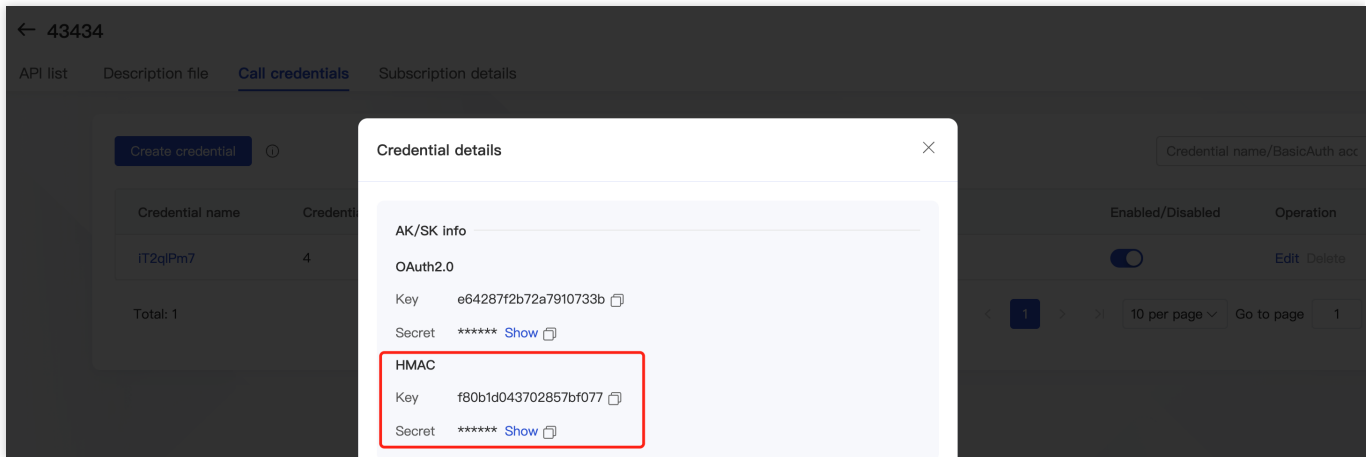 43434
API list Description file Call credentials Subscription details
Create credential
Credential details
Credential name/BasicAuth acc
Credential name Credenti Enabled/Disabled Operation
AK/SK info
iT2qlPm7 4 Edit Delete
OAuth2.0
Key e64287f2b72a7910733b
Total: 1 1 10 per page Go to page 1
Secret ****** Show
HMAC
Key f80b1d043702857bf077
Secret ****** Show